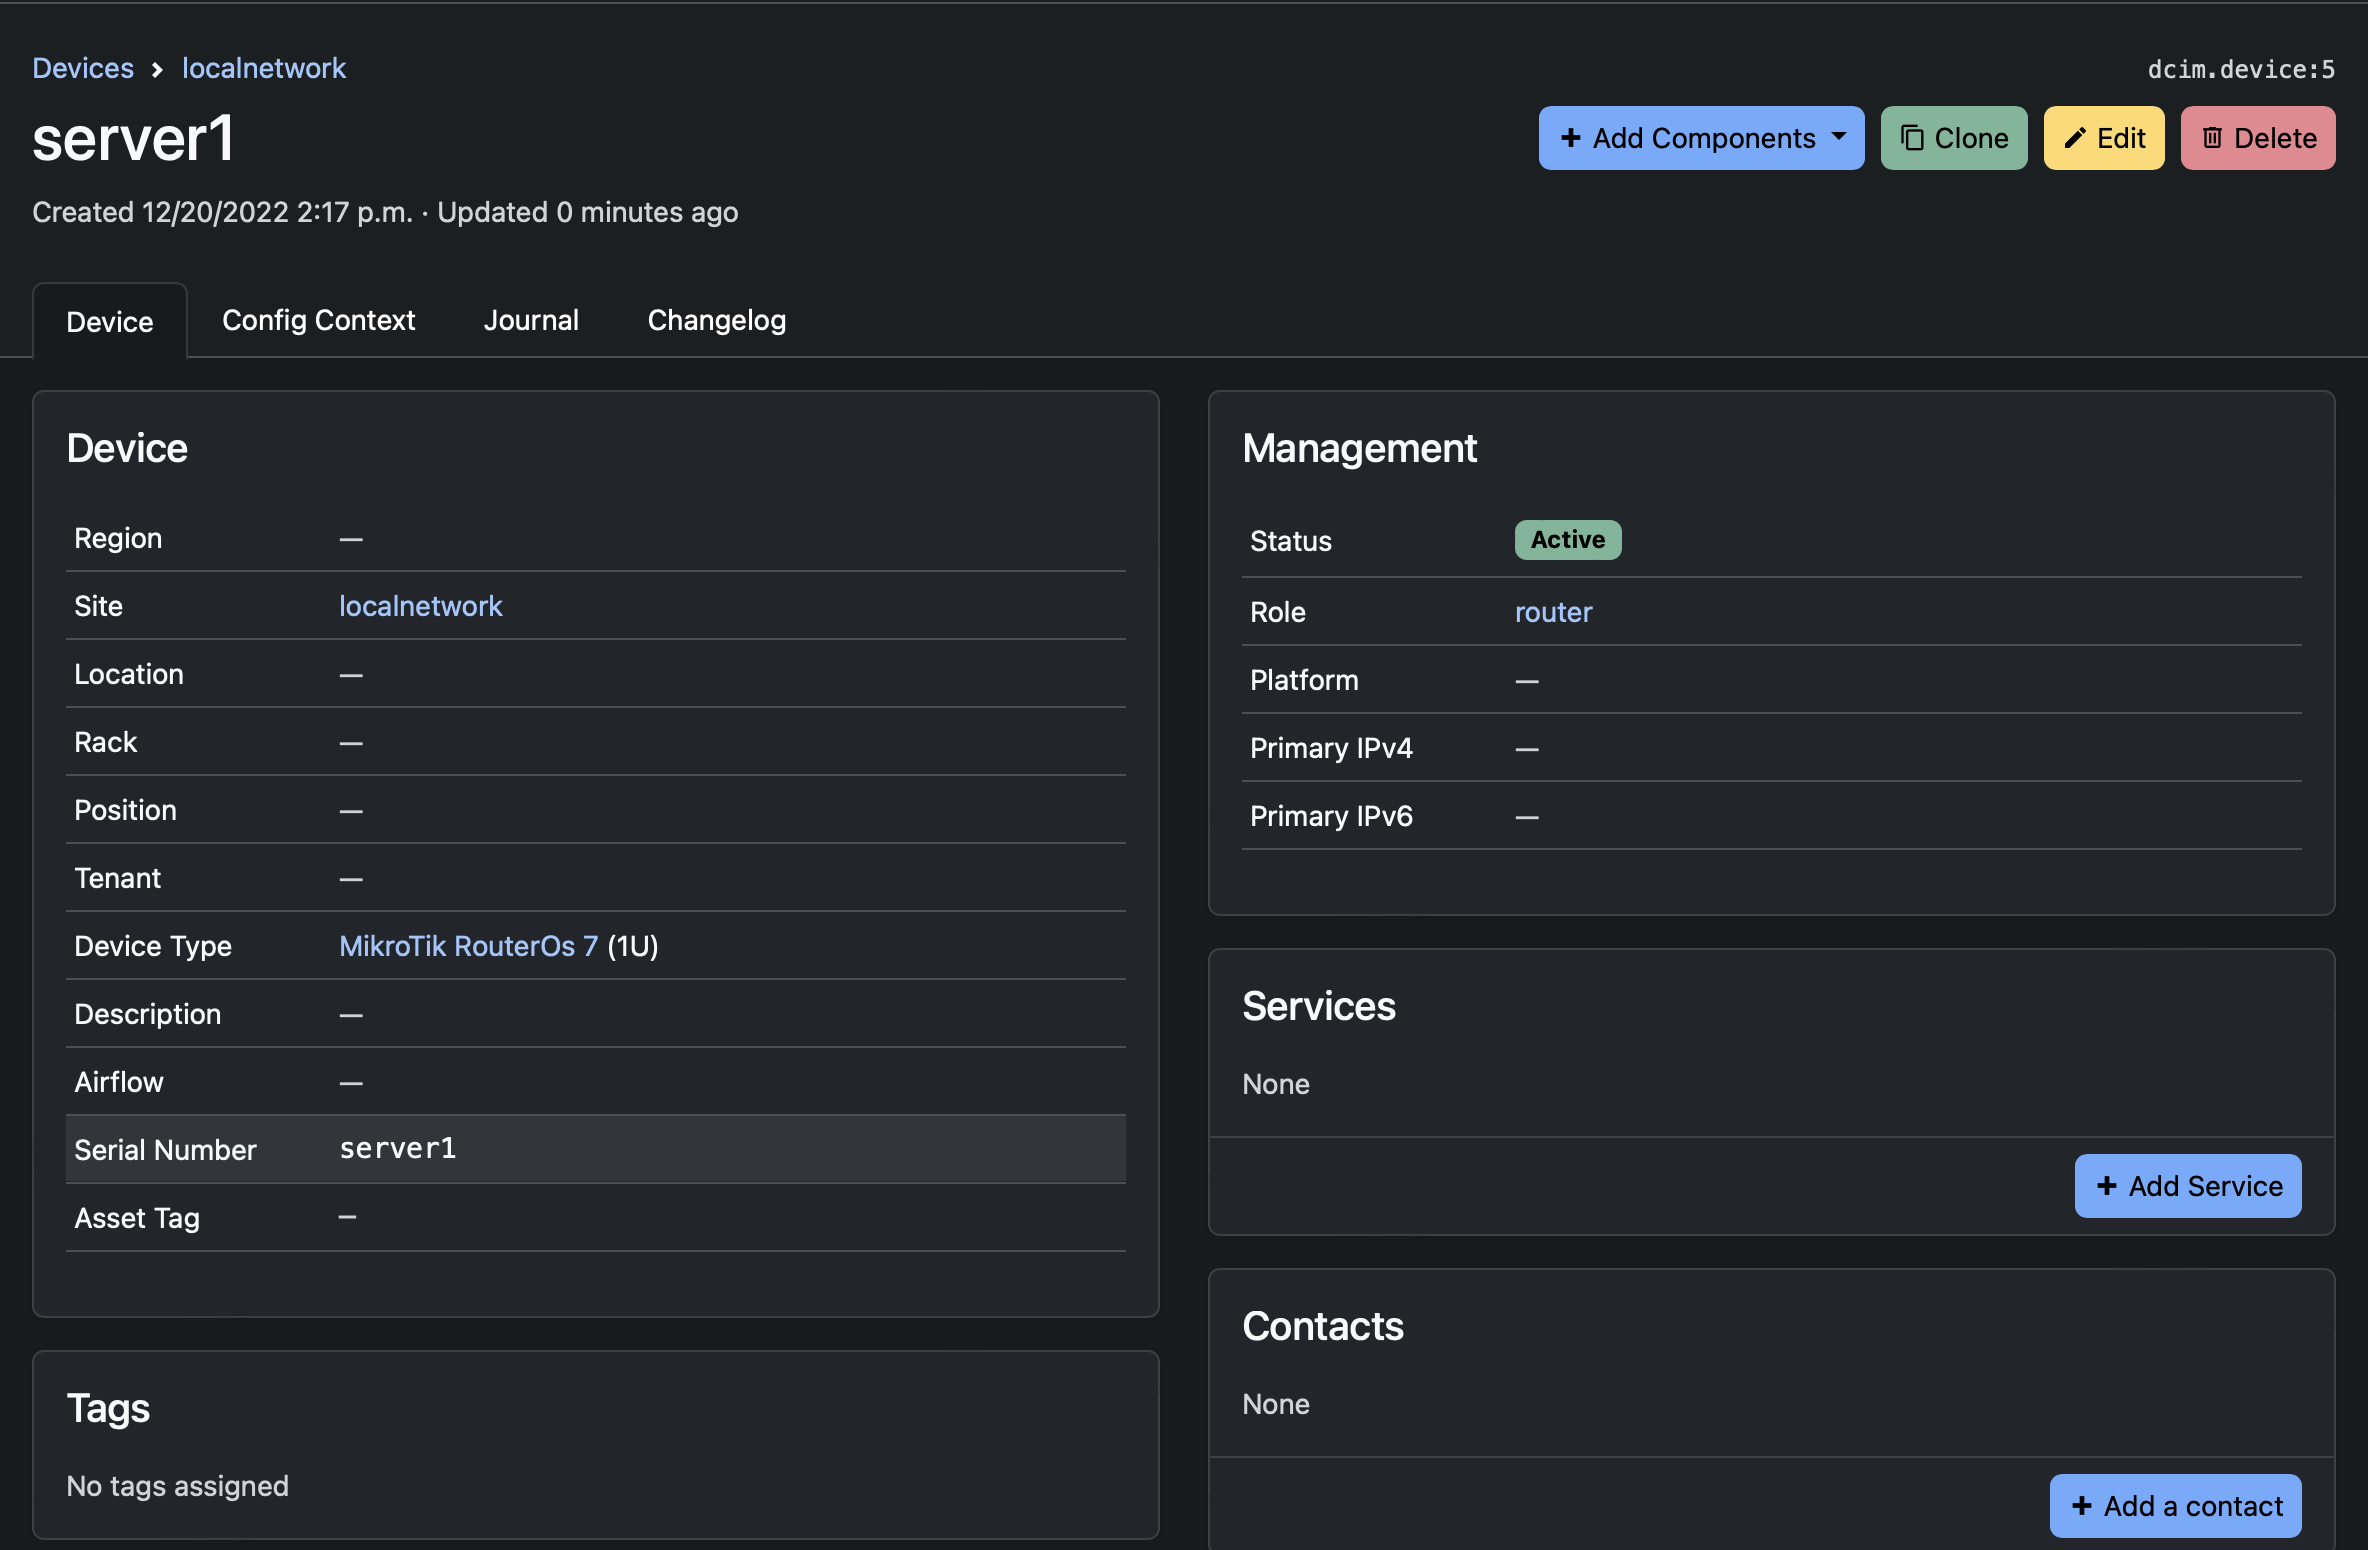 Devices > localnetwork
dcim.device:5
server1
+ Add Components
Clone
Edit
Delete
Created 12/20/2022 2:17 p.m. · Updated 0 minutes ago
Device
Config Context
Journal
Changelog
Device
Region —
Site localnetwork
Location —
Rack —
Position —
Tenant —
Device Type MikroTik RouterOs 7 (1U)
Description —
Airflow —
Serial Number server1
Asset Tag —
Tags
No tags assigned
Management
Status Active
Role router
Platform —
Primary IPv4 —
Primary IPv6 —
Services
None
+ Add Service
Contacts
None
+ Add a contact